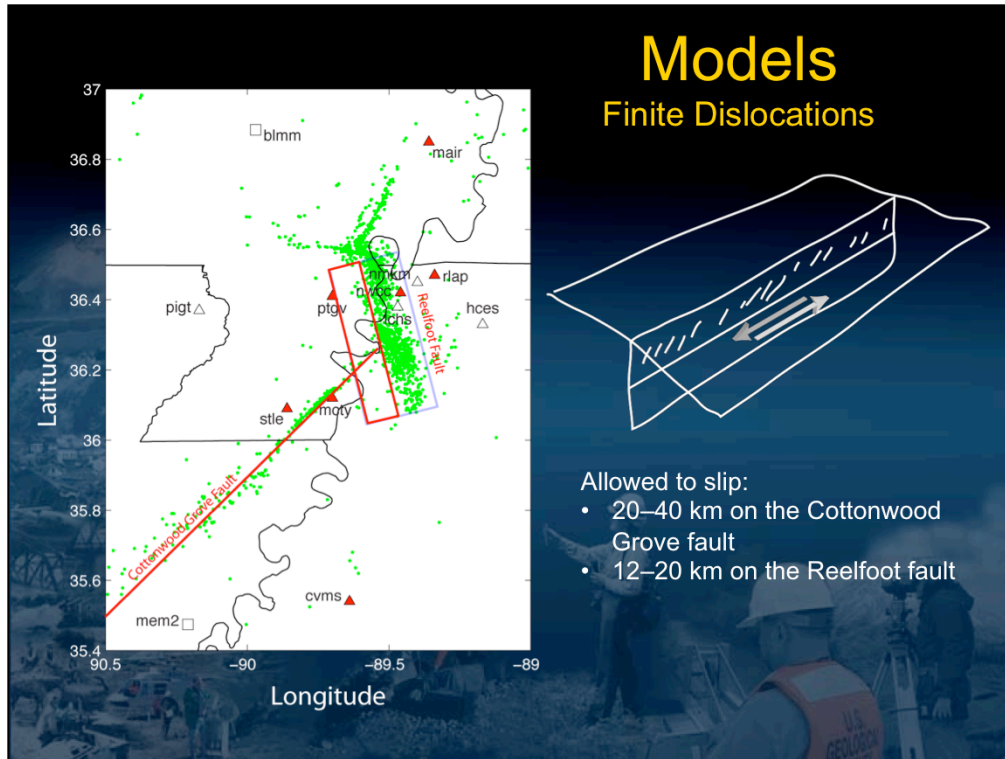 Models
Finite Dislocations
37
36.8
36.6
36.4
36.2
36
35.8
35.6
35.4
Latitude
blmm
mair
nmkm
rlap
nwcc
ptgv
lchs
pigt
hces
Reelfoot Fault
mcty
stle
Cottonwood Grove Fault
cvms
mem2
90.5
−90
−89.5
−89
Longitude
Allowed to slip:
• 20–40 km on the Cottonwood
Grove fault
• 12–20 km on the Reelfoot fault
U.S.
GEOLOGICAL